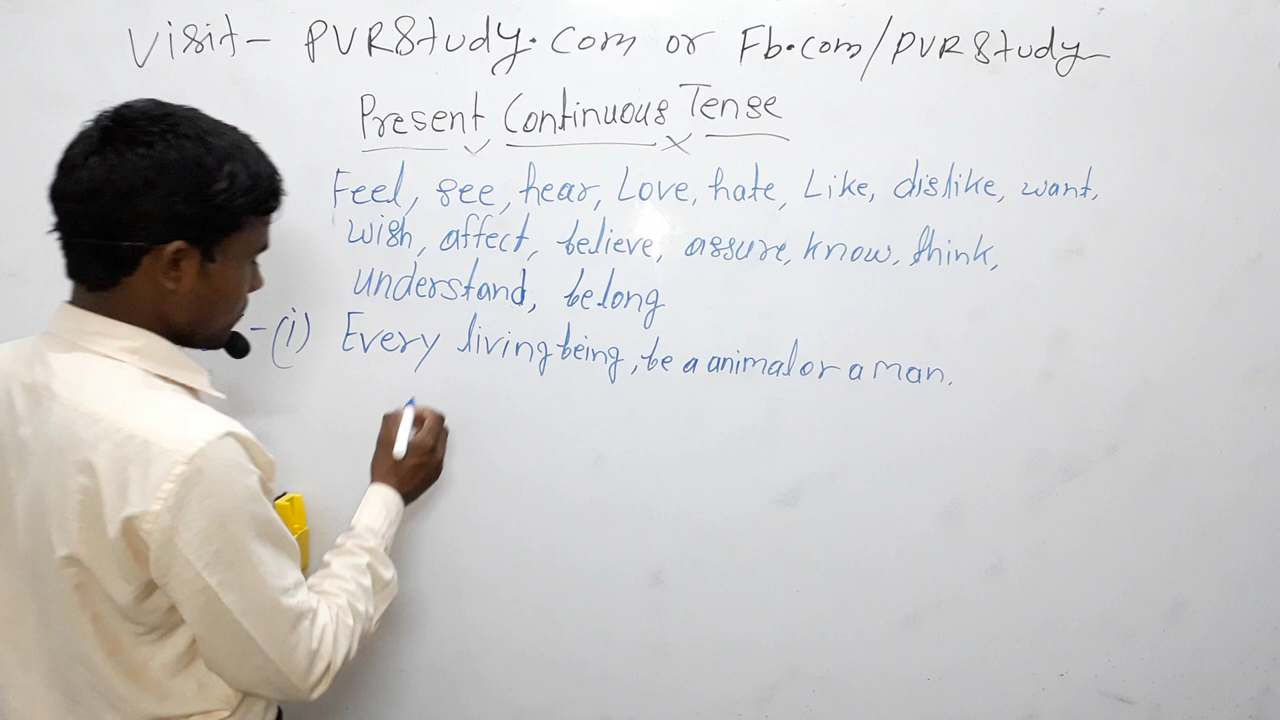 Visit- PVRStudy.Com or Fb.com/PVRStudy
Present Continuous Tense
Feel, see, hear, Love, hate, Like, dislike, want,
wish, affect, believe, assure, know, think,
understand, belong
-(i) Every living being, be a animal or a man.